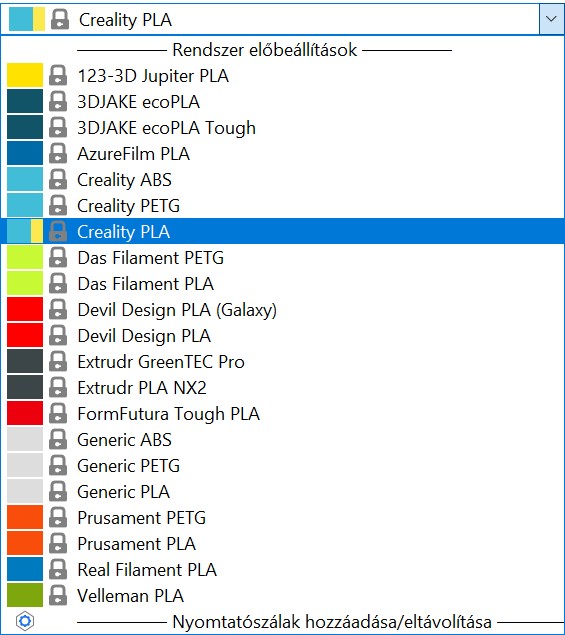 Creality PLA
Rendszer előbeállítások
123-3D Jupiter PLA
3DJAKE ecoPLA
3DJAKE ecoPLA Tough
AzureFilm PLA
Creality ABS
Creality PETG
Creality PLA
Das Filament PETG
Das Filament PLA
Devil Design PLA (Galaxy)
Devil Design PLA
Extrudr GreenTEC Pro
Extrudr PLA NX2
FormFutura Tough PLA
Generic ABS
Generic PETG
Generic PLA
Prusament PETG
Prusament PLA
Real Filament PLA
Velleman PLA
Nyomtatószálak hozzáadása/eltávolítása